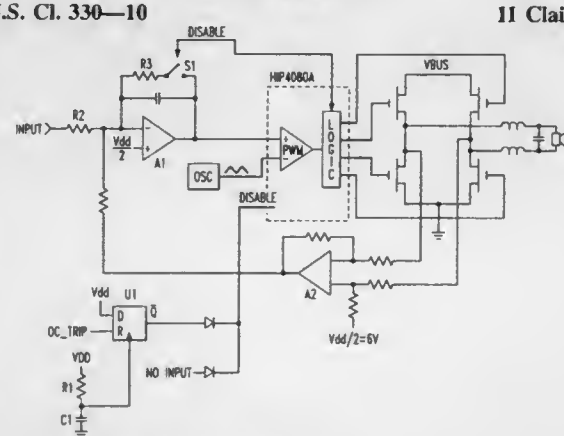 .S. Cl. 330—10
11 Clai
DISABLE
R3
S1
HIP4080A
VBUS
INPUT
R2
Vdd
2
−
+
A1
+
−
PWM
LOGIC
OSC
DISABLE
A2
Vdd/2=6V
Vdd
U1
D
Q̄
OC_TRIP
R
VDD
NO INPUT
R1
C1